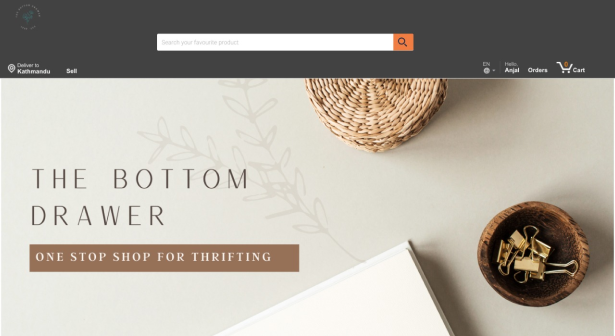 Search your favourite product
Deliver to
Kathmandu
Sell
EN
Hello,
Anjal
Orders
0
Cart
THE BOTTOM
DRAWER
ONE STOP SHOP FOR THRIFTING